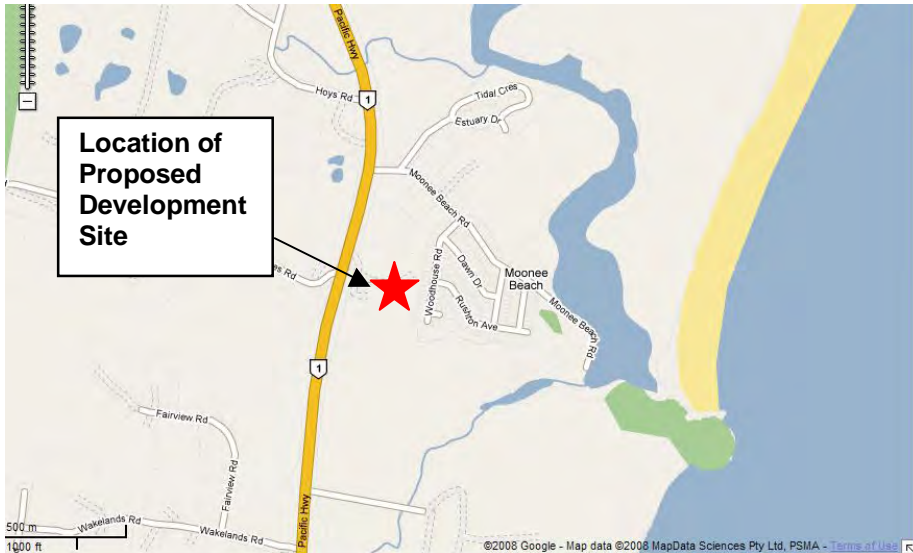 Pacific Hwy
1
Hoys Rd
Tidal Cres
Estuary Dr
Location of
Proposed
Development
Site
Moonee Beach Rd
es Rd
Woodhouse Rd
Dawn Dr
Moonee
Beach
Rushton Ave
Moonee Beach Rd
1
Fairview Rd
Fairview Rd
Pacific Hwy
500 m
1000 ft
Wakelands Rd
Wakelands Rd
©2008 Google - Map data ©2008 MapData Sciences Pty Ltd, PSMA - Terms of Use